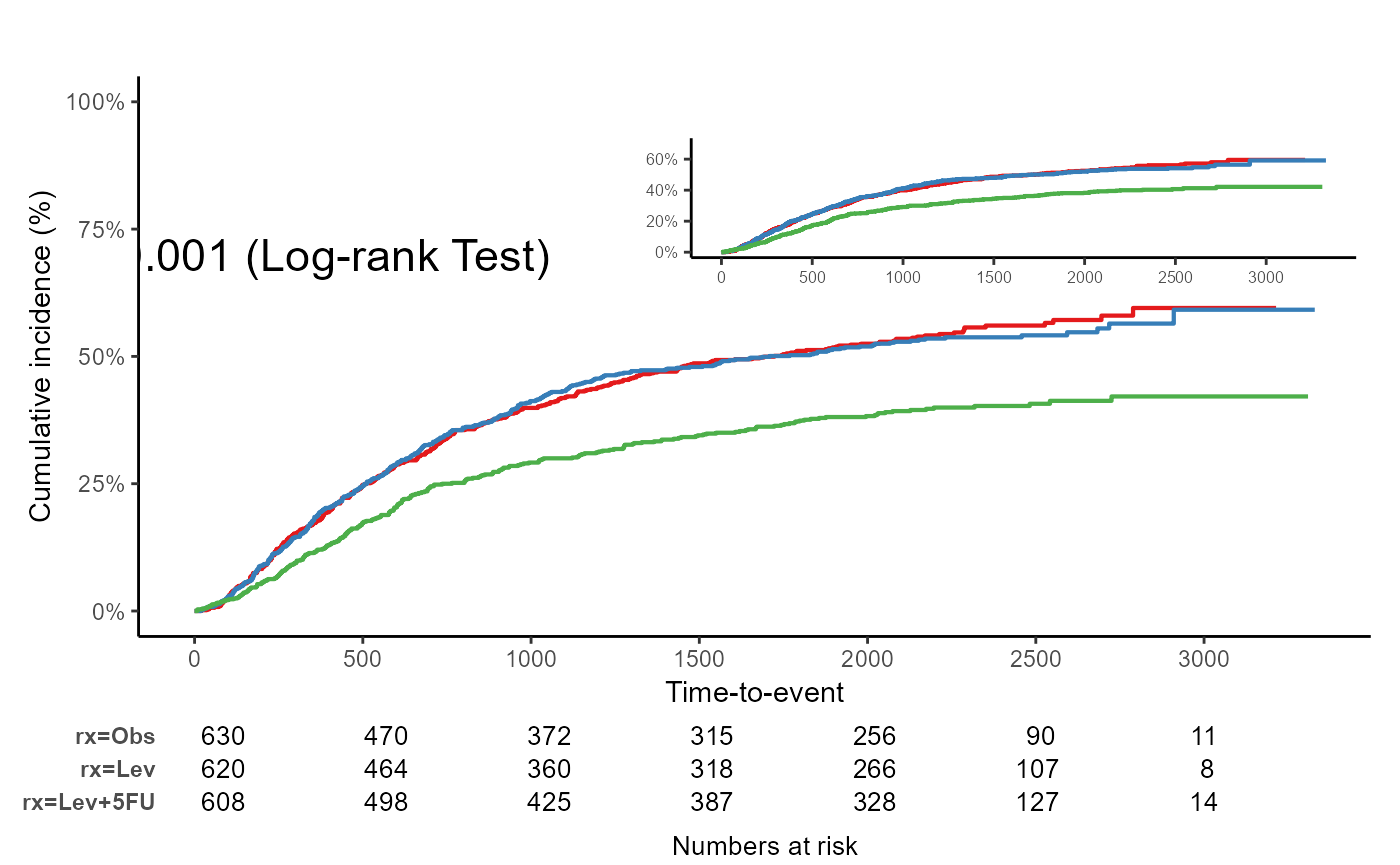 100%
75%
50%
25%
0%
Cumulative incidence (%)
.001 (Log-rank Test)
60%
40%
20%
0%
0 500 1000 1500 2000 2500 3000
0 500 1000 1500 2000 2500 3000
Time-to-event
rx=Obs 630 470 372 315 256 90 11
rx=Lev 620 464 360 318 266 107 8
rx=Lev+5FU 608 498 425 387 328 127 14
Numbers at risk